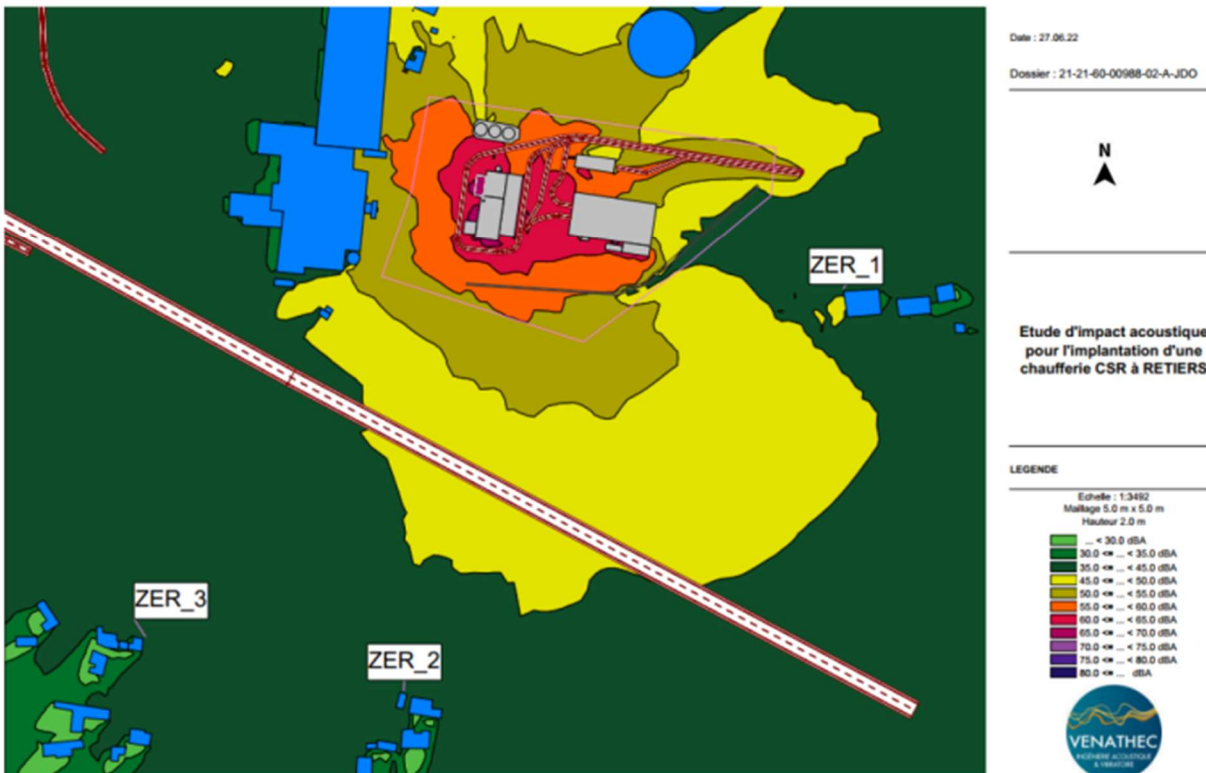 Date : 27.06.22
Dossier : 21-21-60-00988-02-A-JDO
N
ZER_1
Etude d'impact acoustique
pour l'implantation d'une
chaufferie CSR à RETIERS
LEGENDE
Echelle : 1:3492
Maillage 5.0 m x 5.0 m
Hauteur 2.0 m
... < 30.0 dBA
30.0 <= ... < 35.0 dBA
35.0 <= ... < 45.0 dBA
45.0 <= ... < 50.0 dBA
50.0 <= ... < 55.0 dBA
55.0 <= ... < 60.0 dBA
60.0 <= ... < 65.0 dBA
65.0 <= ... < 70.0 dBA
70.0 <= ... < 75.0 dBA
75.0 <= ... < 80.0 dBA
80.0 <= ... dBA
ZER_3
ZER_2
VENATHEC
INGÉNIERIE ACOUSTIQUE
& VIBRATOIRE